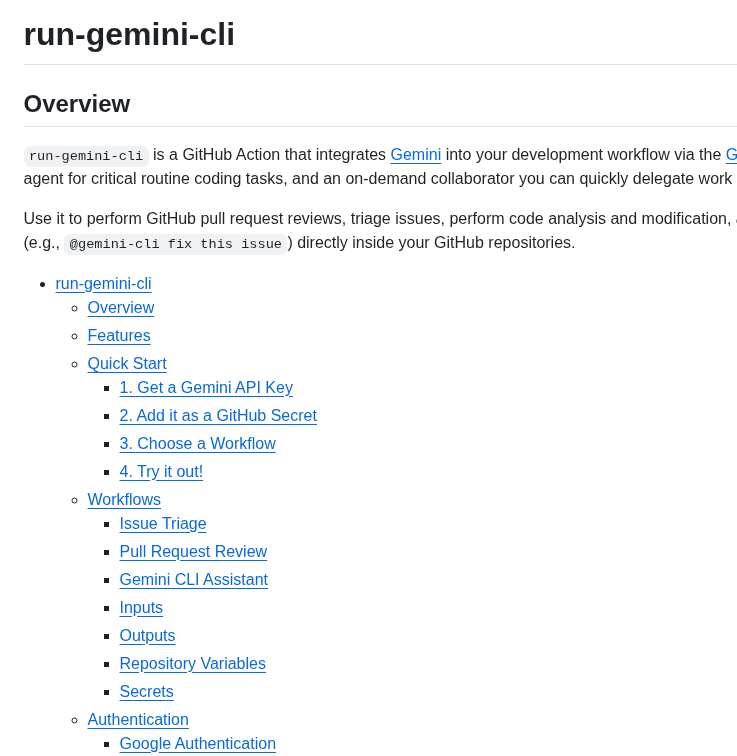 run-gemini-cli
Overview
run-gemini-cli is a GitHub Action that integrates Gemini into your development workflow via the
agent for critical routine coding tasks, and an on-demand collaborator you can quickly delegate work
Use it to perform GitHub pull request reviews, triage issues, perform code analysis and modification,
(e.g., @gemini-cli fix this issue) directly inside your GitHub repositories.
run-gemini-cli
Overview
Features
Quick Start
1. Get a Gemini API Key
2. Add it as a GitHub Secret
3. Choose a Workflow
4. Try it out!
Workflows
Issue Triage
Pull Request Review
Gemini CLI Assistant
Inputs
Outputs
Repository Variables
Secrets
Authentication
Google Authentication